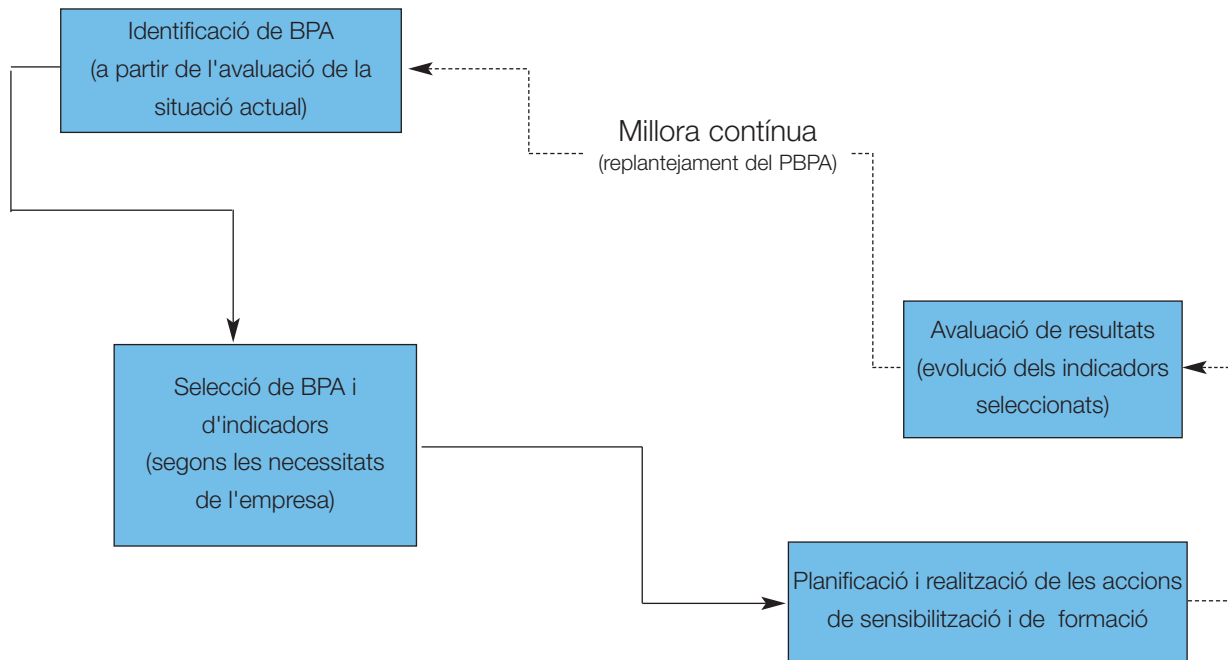 Identificació de BPA
(a partir de l'avaluació de la
situació actual)
Millora contínua
(replantejament del PBPA)
Avaluació de resultats
(evolució dels indicadors
seleccionats)
Selecció de BPA i
d'indicadors
(segons les necessitats
de l'empresa)
Planificació i realització de les accions
de sensibilització i de formació